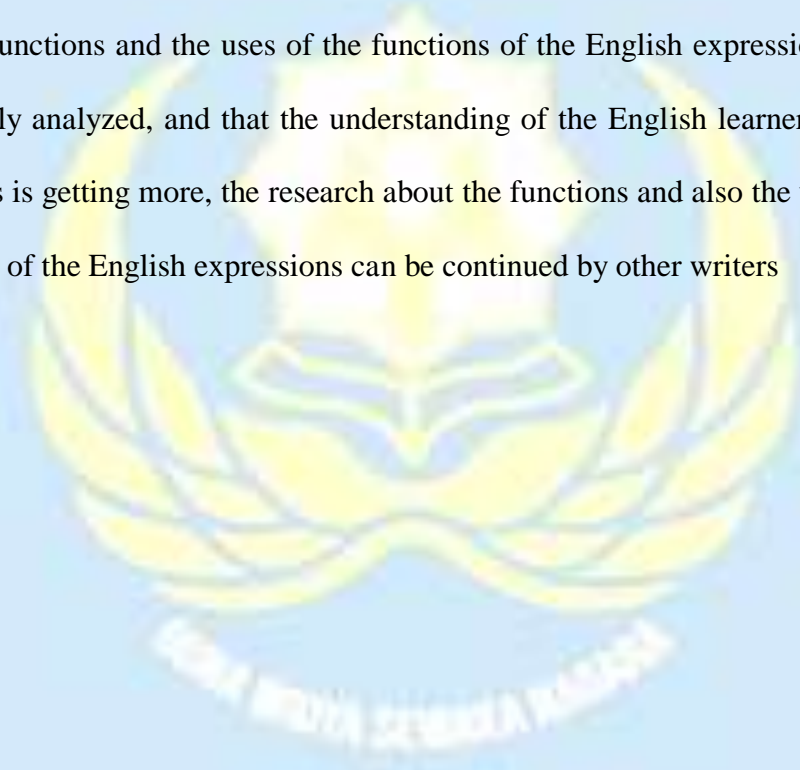 unctions and the uses of the functions of the English expressio
ly analyzed, and that the understanding of the English learner
s is getting more, the research about the functions and also the
of the English expressions can be continued by other writers